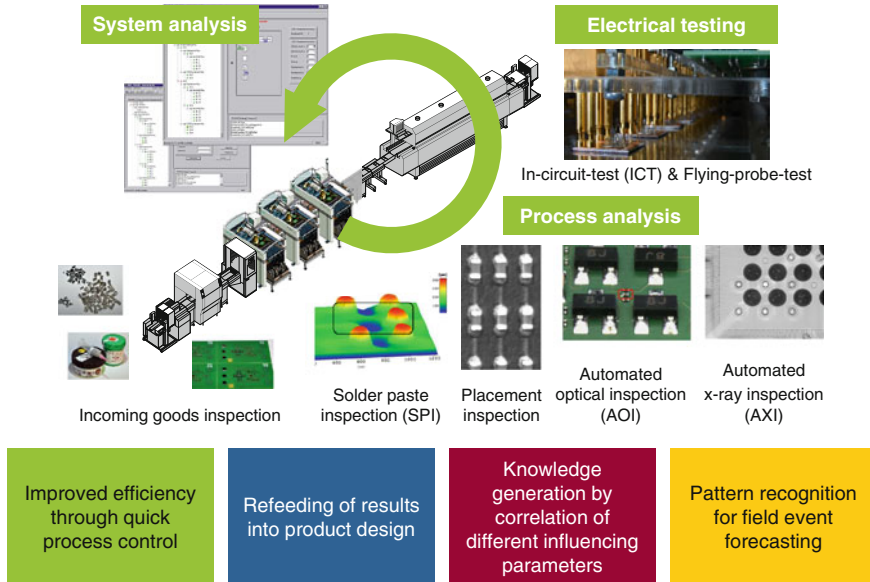 System analysis
Electrical testing
In-circuit-test (ICT) & Flying-probe-test
Process analysis
Incoming goods inspection
Solder paste
inspection (SPI)
Placement
inspection
Automated
optical inspection
(AOI)
Automated
x-ray inspection
(AXI)
Improved efficiency
through quick
process control
Refeeding of results
into product design
Knowledge
generation by
correlation of
different influencing
parameters
Pattern recognition
for field event
forecasting